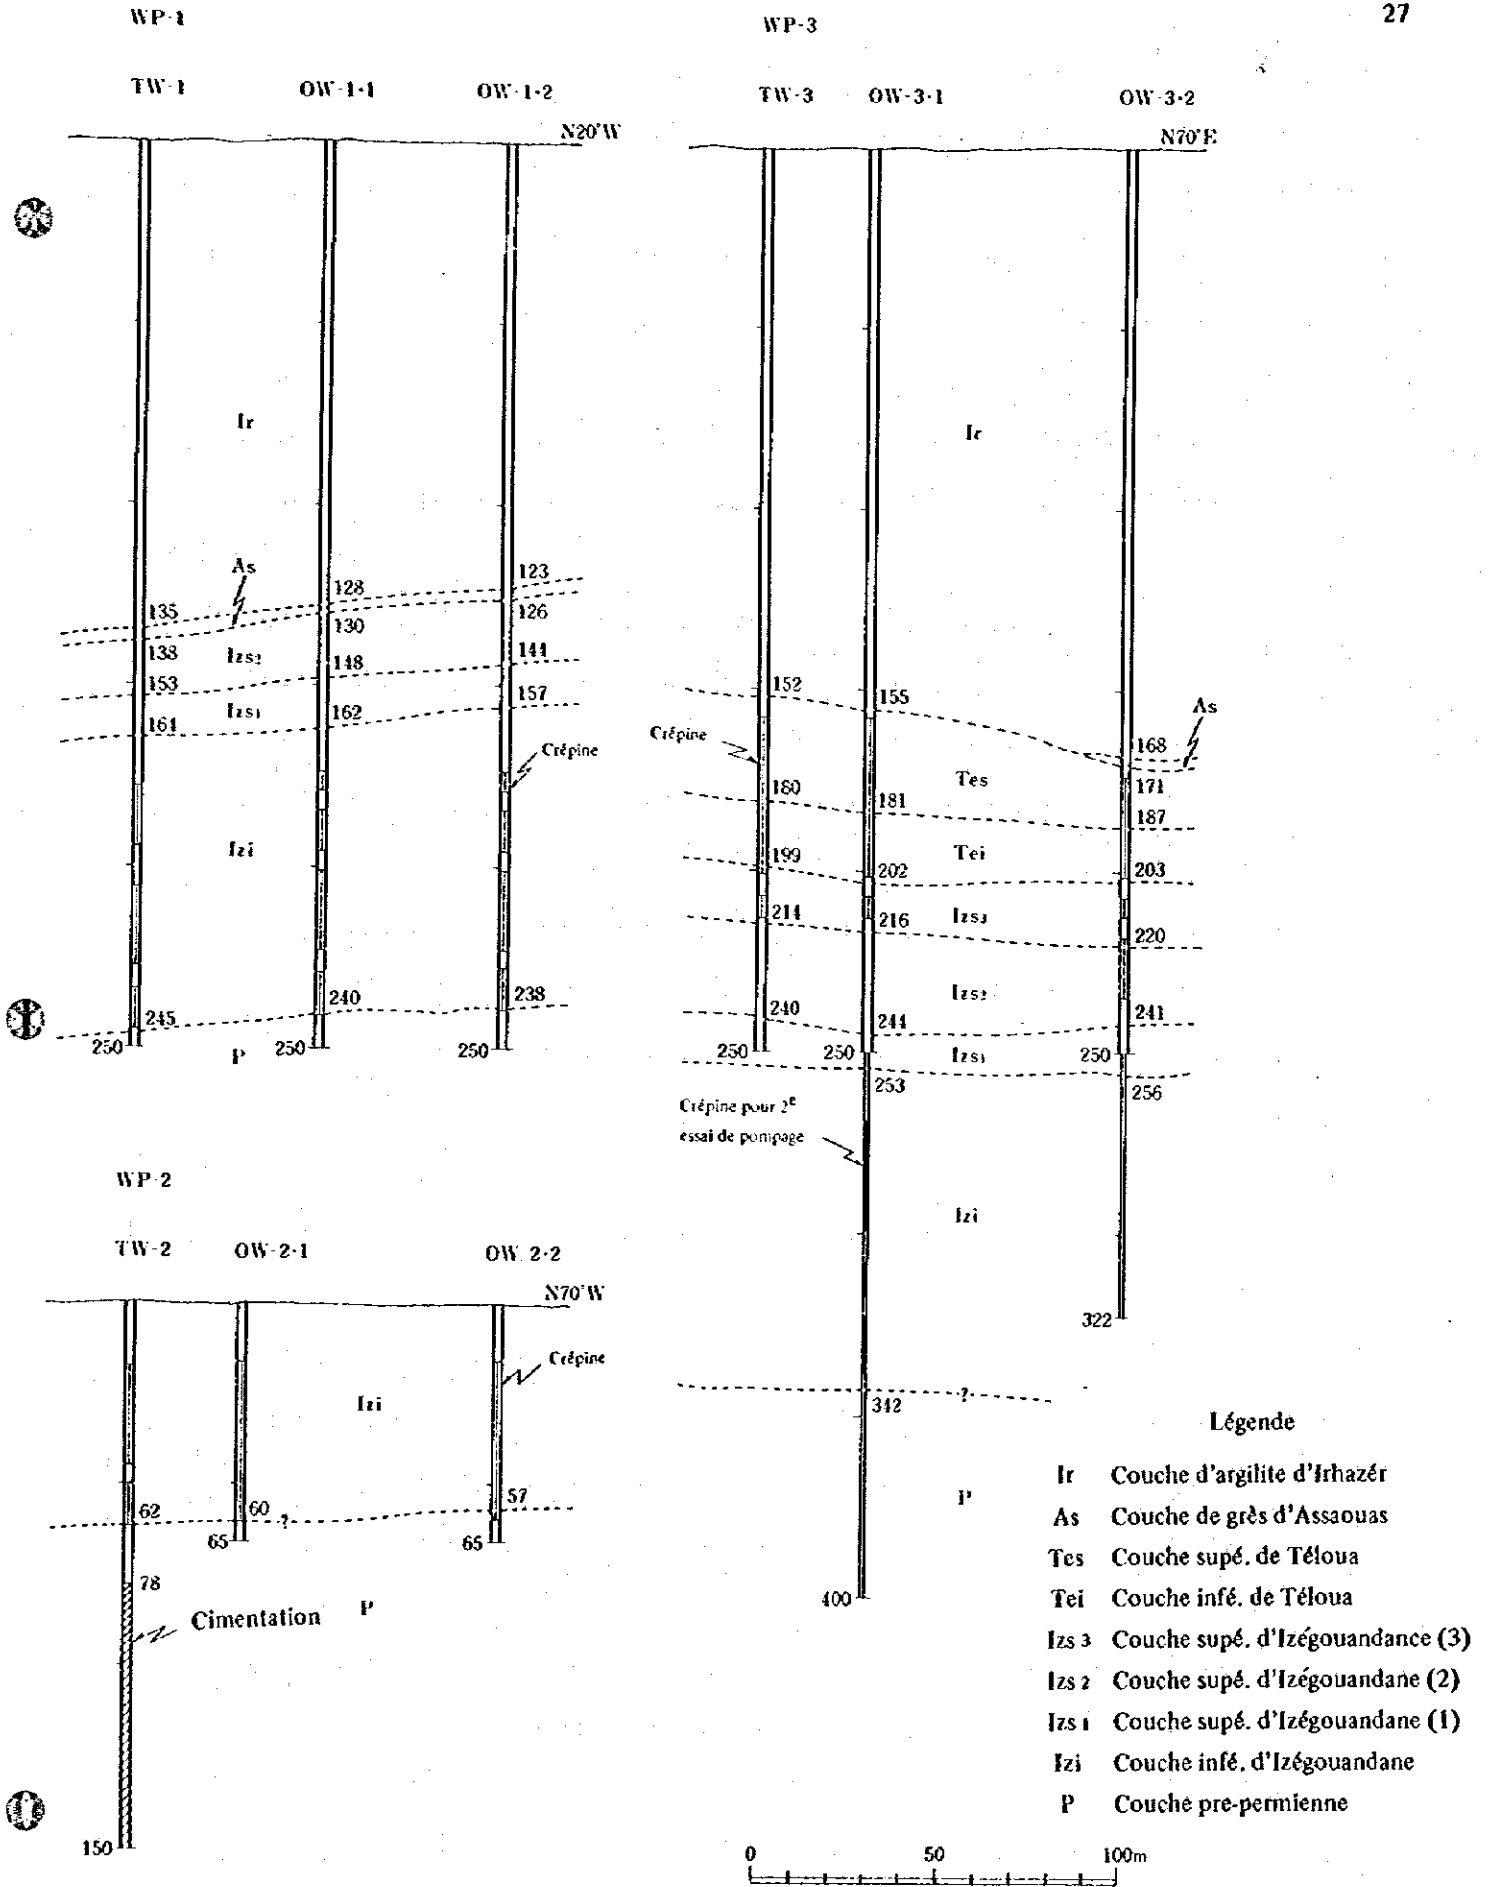 27
WP-1
TW-1 OW-1-1 OW-1-2
N20°W
Ir
As
135 128 123
138 130 126
Izs2
153 148 144
Izs1
161 162 157
Crépine
Izi
245 240 238
250 250 250
P
WP-2
TW-2 OW-2-1 OW 2-2
N70°W
Crépine
Izi
62 60 ? 57
65 65
78
Cimentation P
150
WP-3
TW-3 OW-3-1 OW-3-2
N70°E
Ir
152 155 168
As
171
Crépine
Tes
180 181 187
Tei
199 202 203
Izs3
214 216 220
Izs2
240 244 241
250 250 250
Izs1
253 256
Crépine pour 2e
essai de pompage
Izi
322
342 ?
P
400
Légende
Ir Couche d'argilite d'Irhazér
As Couche de grès d'Assaouas
Tes Couche supé. de Téloua
Tei Couche infé. de Téloua
Izs 3 Couche supé. d'Izégouandance (3)
Izs 2 Couche supé. d'Izégouandane (2)
Izs 1 Couche supé. d'Izégouandane (1)
Izi Couche infé. d'Izégouandane
P Couche pre-permienne
0 50 100m